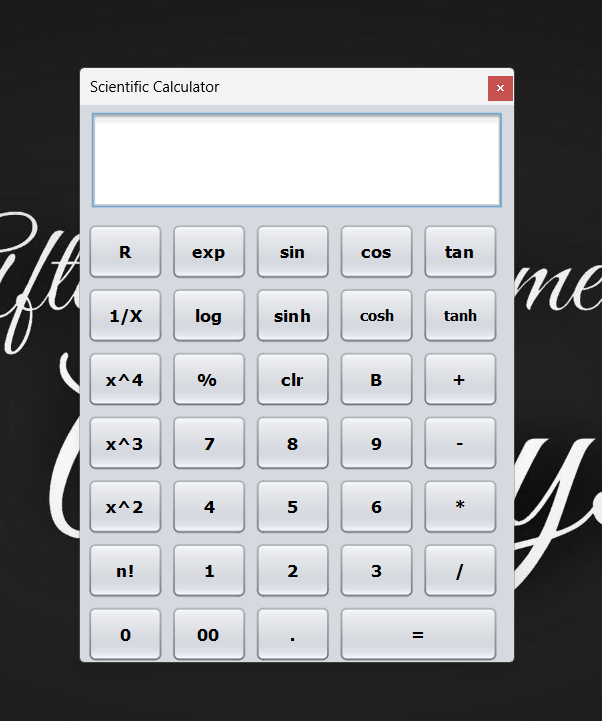 Scientific Calculator
R exp sin cos tan
1/X log sinh cosh tanh
x^4 % clr B +
x^3 7 8 9 -
x^2 4 5 6 *
n! 1 2 3 /
0 00 . =